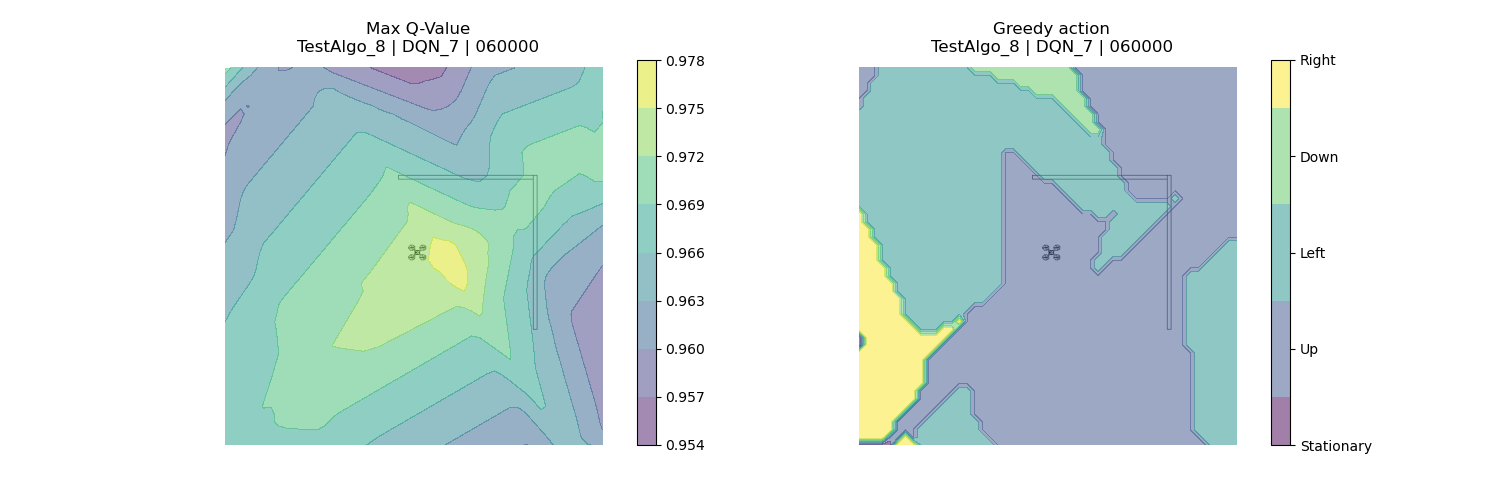 Max Q-Value
TestAlgo_8 | DQN_7 | 060000
0.978
0.975
0.972
0.969
0.966
0.963
0.960
0.957
0.954
Greedy action
TestAlgo_8 | DQN_7 | 060000
Right
Down
Left
Up
Stationary